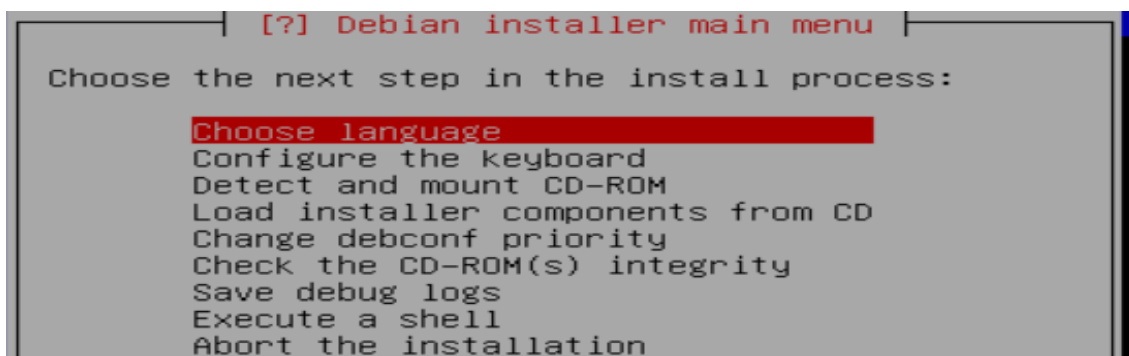 [?] Debian installer main menu
Choose the next step in the install process:
Choose language
Configure the keyboard
Detect and mount CD-ROM
Load installer components from CD
Change debconf priority
Check the CD-ROM(s) integrity
Save debug logs
Execute a shell
Abort the installation